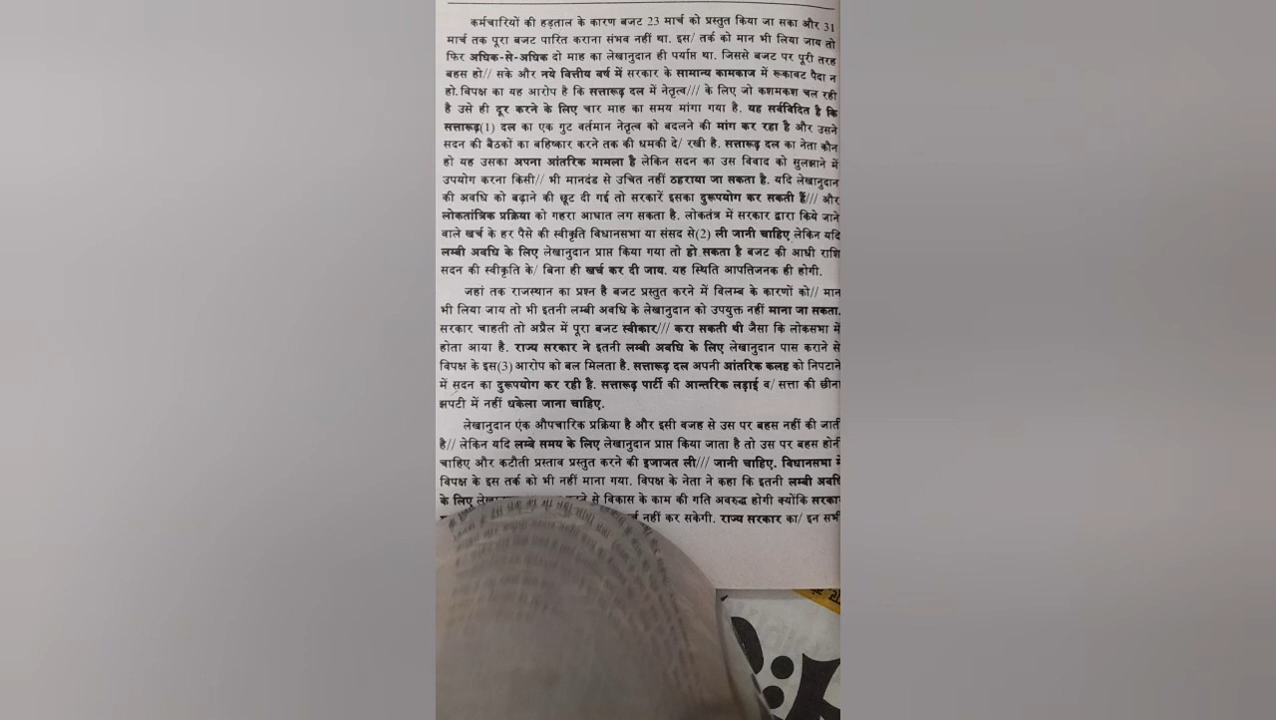 कर्मचारियों की हड़ताल के कारण बजट 23 मार्च को प्रस्तुत किया जा सका और 31
मार्च तक पूरा बजट पारित कराना संभव नहीं था. इस/ तर्क को मान भी लिया जाय तो
फिर अधिक-से-अधिक दो माह का लेखानुदान ही पर्याप्त था. जिससे बजट पर पूरी तरह
बहस हो// सके और नये वित्तीय वर्ष में सरकार के सामान्य कामकाज में रूकावट पैदा न
हो. विपक्ष का यह आरोप है कि सत्तारूढ़ दल में नेतृत्व/// के लिए जो कशमकश चल रही
है उसे ही दूर करने के लिए चार माह का समय मांगा गया है. यह सर्वविदित है कि
सत्तारूढ़(1) दल का एक गुट वर्तमान नेतृत्व को बदलने की मांग कर रहा है और उसने
सदन की बैठकों का बहिष्कार करने तक की धमकी दे/ रखी है. सत्तारूढ़ दल का नेता कौन
हो यह उसका अपना आंतरिक मामला है लेकिन सदन का उस विवाद को सुलझाने में
उपयोग करना किसी// भी मानदंड से उचित नहीं ठहराया जा सकता है. यदि लेखानुदान
की अवधि को बढ़ाने की छूट दी गई तो सरकारें इसका दुरूपयोग कर सकती हैं/// और
लोकतांत्रिक प्रक्रिया को गहरा आघात लग सकता है. लोकतंत्र में सरकार द्वारा किये जाने
वाले खर्च के हर पैसे की स्वीकृति विधानसभा या संसद से(2) ली जानी चाहिए लेकिन यदि
लम्बी अवधि के लिए लेखानुदान प्राप्त किया गया तो हो सकता है बजट की आधी राशि
सदन की स्वीकृति के/ बिना ही खर्च कर दी जाय. यह स्थिति आपतिजनक ही होगी.
जहां तक राजस्थान का प्रश्न है बजट प्रस्तुत करने में विलम्ब के कारणों को// मान
भी लिया जाय तो भी इतनी लम्बी अवधि के लेखानुदान को उपयुक्त नहीं माना जा सकता.
सरकार चाहती तो अप्रैल में पूरा बजट स्वीकार/// करा सकती थी जैसा कि लोकसभा में
होता आया है. राज्य सरकार ने इतनी लम्बी अवधि के लिए लेखानुदान पास कराने से
विपक्ष के इस(3) आरोप को बल मिलता है. सत्तारूढ़ दल अपनी आंतरिक कलह को निपटाने
में सदन का दुरूपयोग कर रही है. सत्तारूढ़ पार्टी की आन्तरिक लड़ाई व/ सत्ता की छीना
झपटी में नहीं धकेला जाना चाहिए.
लेखानुदान एंक औपचारिक प्रक्रिया है और इसी वजह से उस पर बहस नहीं की जाती
है// लेकिन यदि लम्बे समय के लिए लेखानुदान प्राप्त किया जाता है तो उस पर बहस होनी
चाहिए और कटौती प्रस्ताव प्रस्तुत करने की इजाजत ली/// जानी चाहिए. विधानसभा में
विपक्ष के इस तर्क को भी नहीं माना गया. विपक्ष के नेता ने कहा कि इतनी लम्बी अवधि
के लिए से विकास के काम की गति अवरुद्ध होगी क्योंकि
नहीं कर सकेगी. राज्य सरकार का/ इन सभी